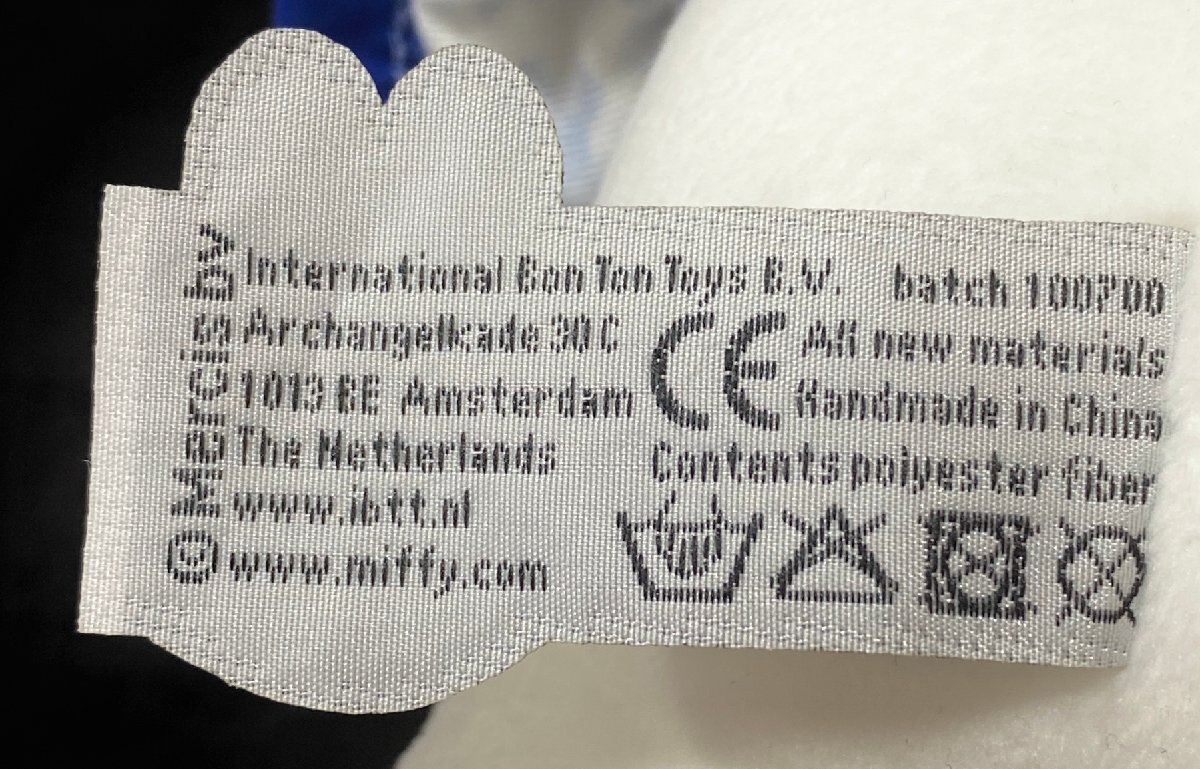 © Mercis bv
International Bon Ton Toys B.V.
Archangelkade 30 C
1013 BE Amsterdam
The Netherlands
www.ibtt.nl
www.miffy.com
batch 100700
CE
All new materials
Handmade in China
Contents polyester fiber